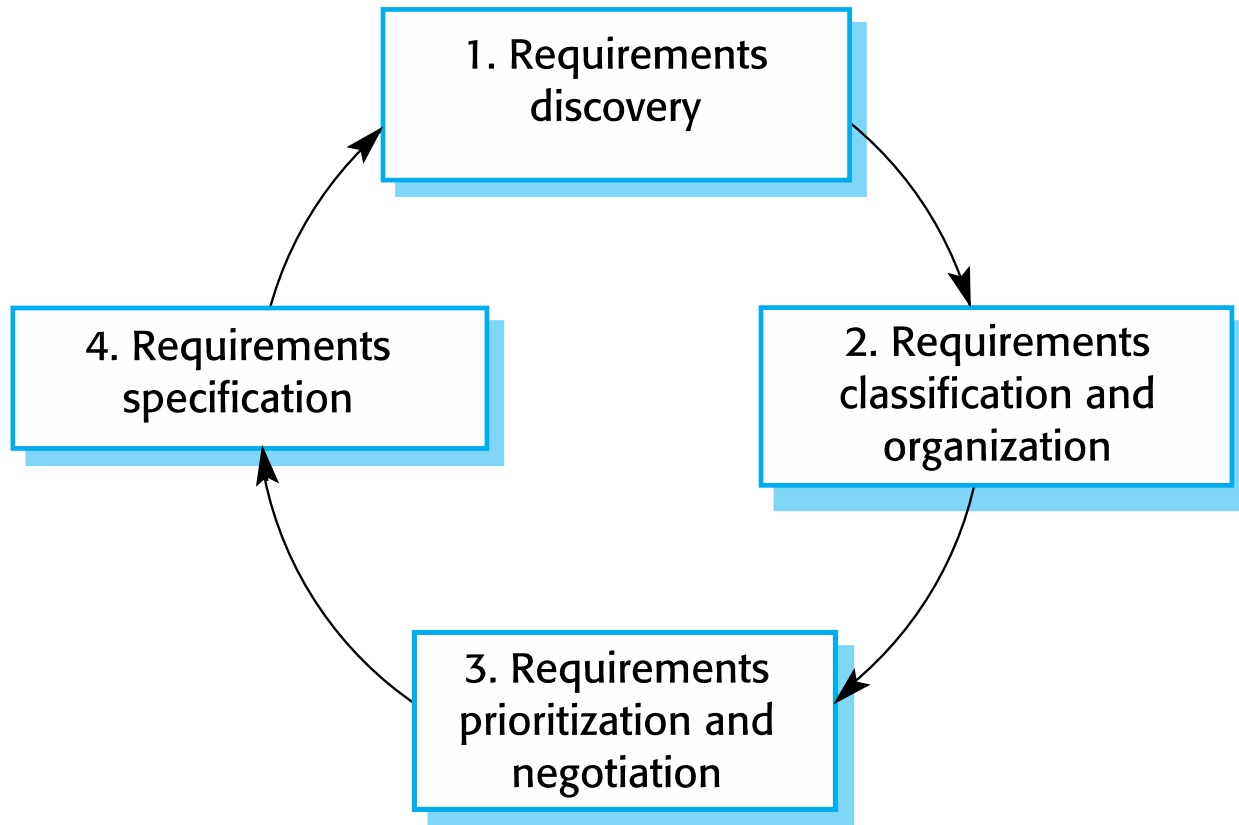 1. Requirements
discovery
2. Requirements
classification and
organization
3. Requirements
prioritization and
negotiation
4. Requirements
specification